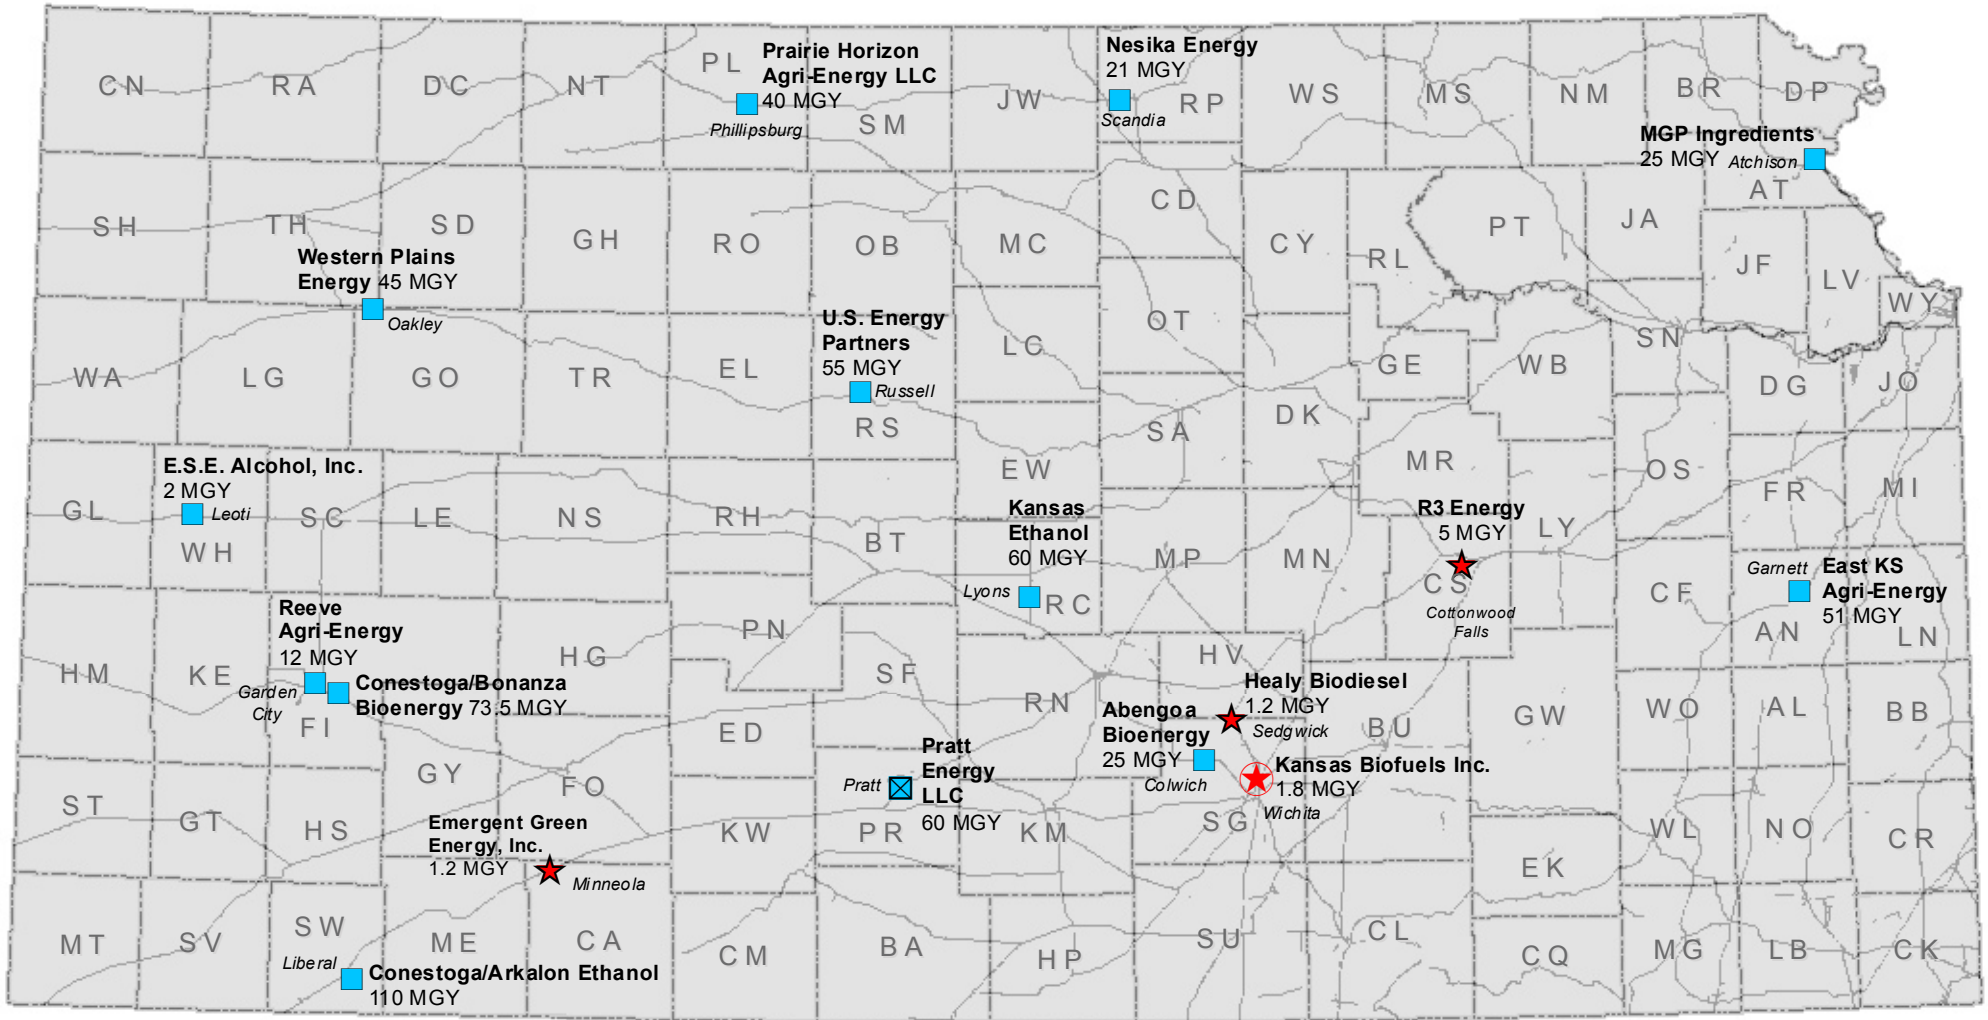 CN
RA
DC
NT
PL
Prairie Horizon
Agri-Energy LLC
40 MGY
Phillipsburg
SM
JW
Nesika Energy
21 MGY
Scandia
RP
WS
MS
NM
BR
DP
MGP Ingredients
25 MGY
Atchison
AT
SH
TH
SD
GH
RO
OB
MC
CD
CY
RL
PT
JA
JF
LV
WY
Western Plains
Energy 45 MGY
Oakley
U.S. Energy
Partners
55 MGY
Russell
RS
WA
LG
GO
TR
EL
LC
OT
SA
DK
GE
WB
SN
DG
JO
E.S.E. Alcohol, Inc.
2 MGY
Leoti
GL
WH
SC
LE
NS
RH
BT
EW
Kansas
Ethanol
60 MGY
Lyons
RC
MP
MN
MR
R3 Energy
5 MGY
CS
Cottonwood
Falls
LY
OS
FR
MI
CF
Garnett
East KS
Agri-Energy
51 MGY
AN
LN
Reeve
Agri-Energy
12 MGY
Garden
City
Conestoga/Bonanza
Bioenergy 73.5 MGY
HM
KE
FI
HG
PN
SF
ED
RN
HV
Healy Biodiesel
1.2 MGY
Sedgwick
Abengoa
Bioenergy
25 MGY
Colwich
Kansas Biofuels Inc.
1.8 MGY
Wichita
SG
BU
GW
WO
AL
BB
ST
GT
HS
GY
FO
KW
Pratt
Pratt
Energy
LLC
60 MGY
PR
KM
Emergent Green
Energy, Inc.
1.2 MGY
Minneola
EK
WL
NO
CR
MT
SV
SW
Liberal
Conestoga/Arkalon Ethanol
110 MGY
ME
CA
CM
BA
HP
SU
CL
CQ
MG
LB
CK